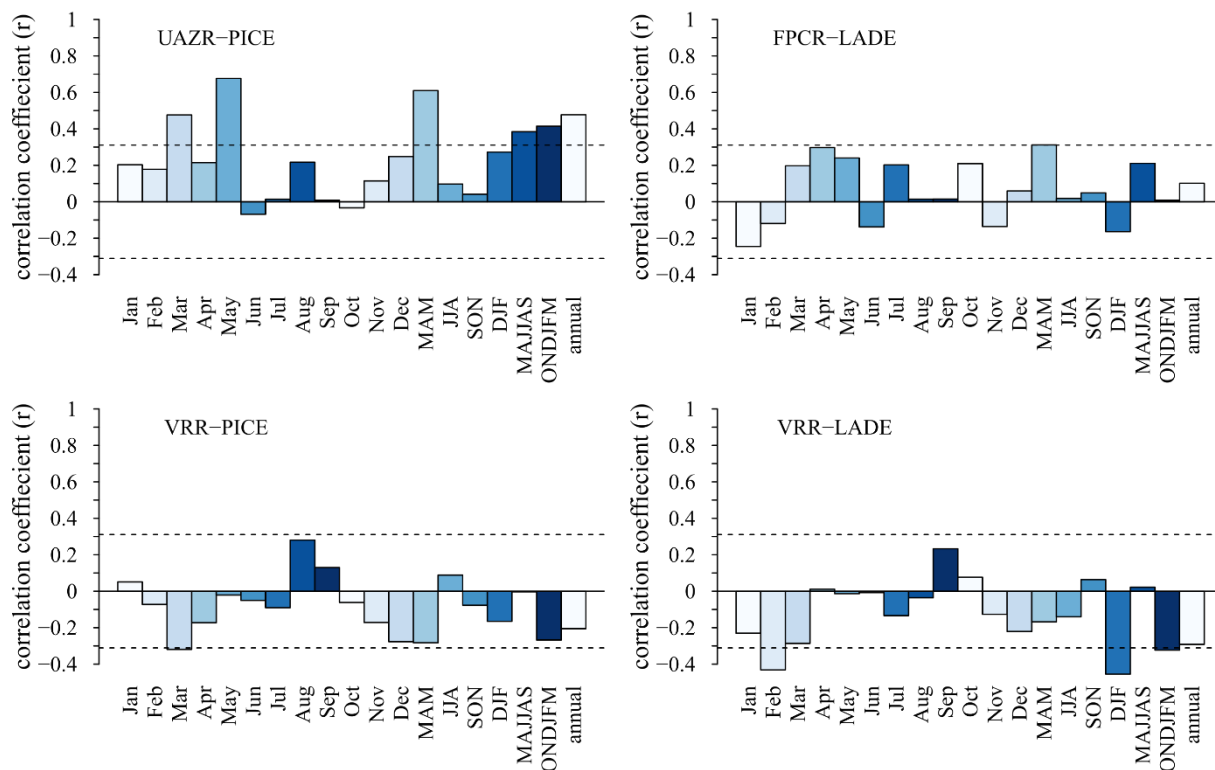 UAZR−PICE
correlation coeffiecient (r)
1
0.8
0.6
0.4
0.2
0
−0.2
−0.4
Jan
Feb
Mar
Apr
May
Jun
Jul
Aug
Sep
Oct
Nov
Dec
MAM
JJA
SON
DJF
MAJJAS
ONDJFM
annual
FPCR−LADE
correlation coeffiecient (r)
1
0.8
0.6
0.4
0.2
0
−0.2
−0.4
Jan
Feb
Mar
Apr
May
Jun
Jul
Aug
Sep
Oct
Nov
Dec
MAM
JJA
SON
DJF
MAJJAS
ONDJFM
annual
VRR−PICE
correlation coeffiecient (r)
1
0.8
0.6
0.4
0.2
0
−0.2
−0.4
Jan
Feb
Mar
Apr
May
Jun
Jul
Aug
Sep
Oct
Nov
Dec
MAM
JJA
SON
DJF
MAJJAS
ONDJFM
annual
VRR−LADE
correlation coeffiecient (r)
1
0.8
0.6
0.4
0.2
0
−0.2
−0.4
Jan
Feb
Mar
Apr
May
Jun
Jul
Aug
Sep
Oct
Nov
Dec
MAM
JJA
SON
DJF
MAJJAS
ONDJFM
annual